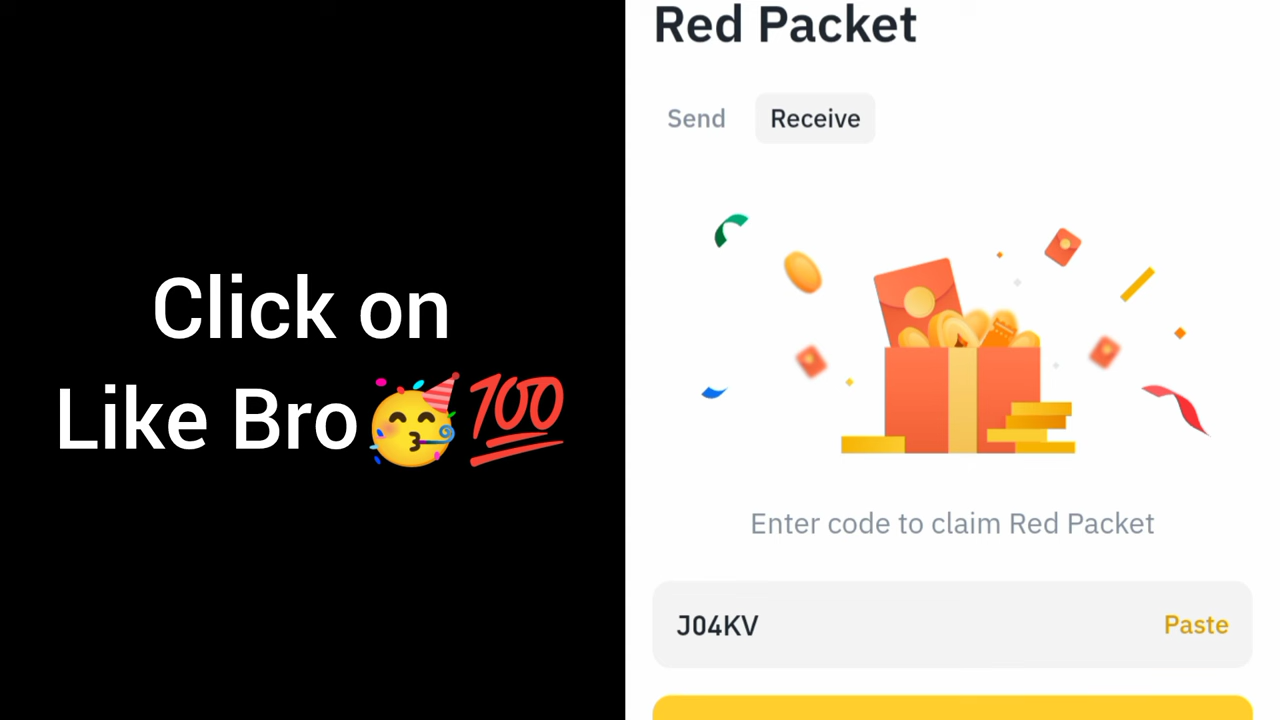 Click on
Like Bro🥳💯
Red Packet
Send Receive
Enter code to claim Red Packet
J04KV Paste